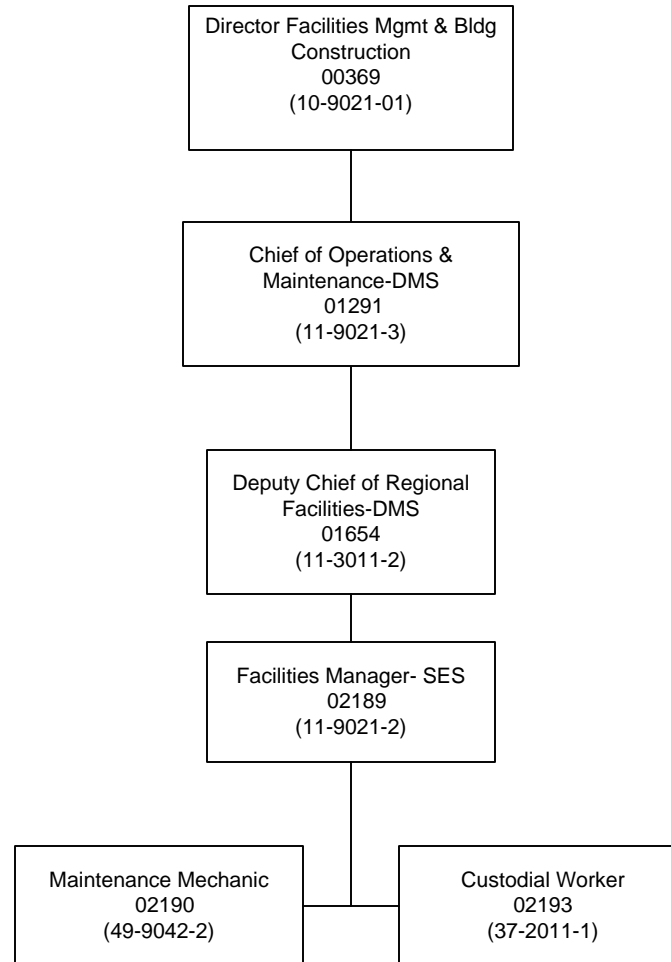 Director Facilities Mgmt & Bldg
Construction
00369
(10-9021-01)
Chief of Operations &
Maintenance-DMS
01291
(11-9021-3)
Deputy Chief of Regional
Facilities-DMS
01654
(11-3011-2)
Facilities Manager- SES
02189
(11-9021-2)
Maintenance Mechanic
02190
(49-9042-2)
Custodial Worker
02193
(37-2011-1)